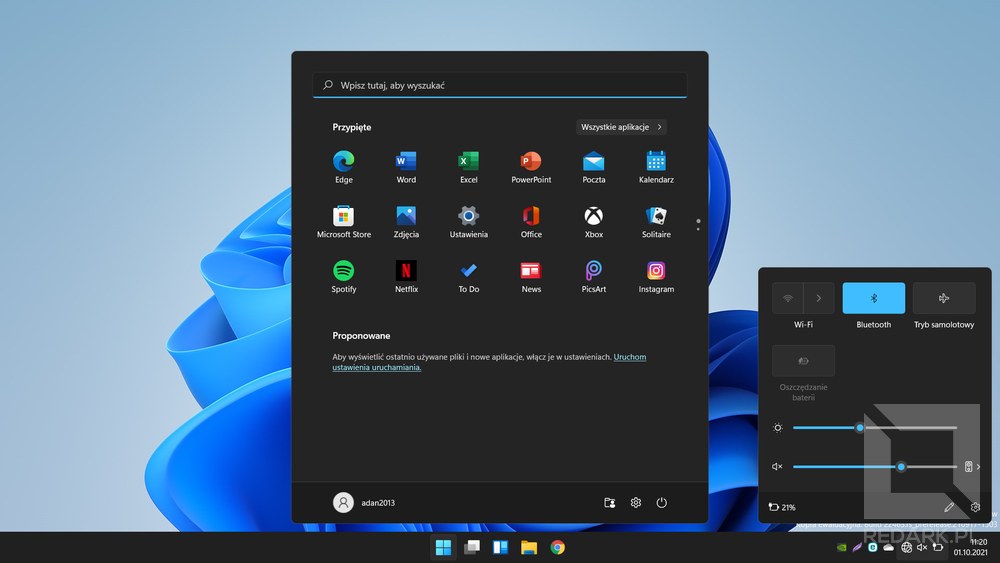 Wpisz tutaj, aby wyszukać
Przypięte
Wszystkie aplikacje
Edge
Word
Excel
PowerPoint
Poczta
Kalendarz
Microsoft Store
Zdjęcia
Ustawienia
Office
Xbox
Solitaire
Spotify
Netflix
To Do
News
PicsArt
Instagram
Proponowane
Aby wyświetlić ostatnio używane pliki i nowe aplikacje, włącz je w ustawieniach. Uruchom
ustawienia uruchamiania.
adan2013
Wi-Fi
Bluetooth
Tryb samolotowy
Oszczędzanie
baterii
21%
REDARK.PL
11:20
01.10.2021